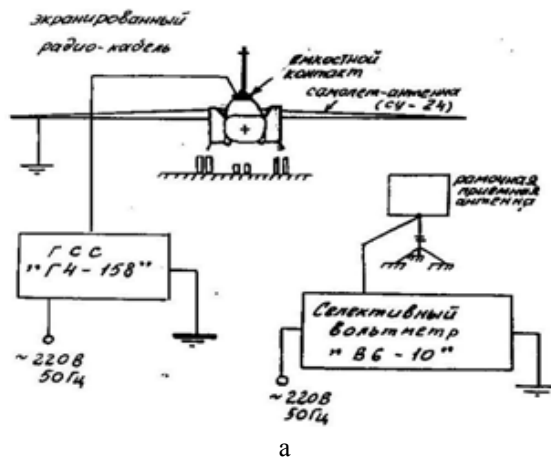 экранированный
радио-кабель
емкостной
контакт
самолет-антенна
(су-24)
рамочная
приемная
антенна
ГСС
"Г4-158"
~220В
50Гц
Селективный
вольтметр
"В6-10"
~220В
50Гц
а